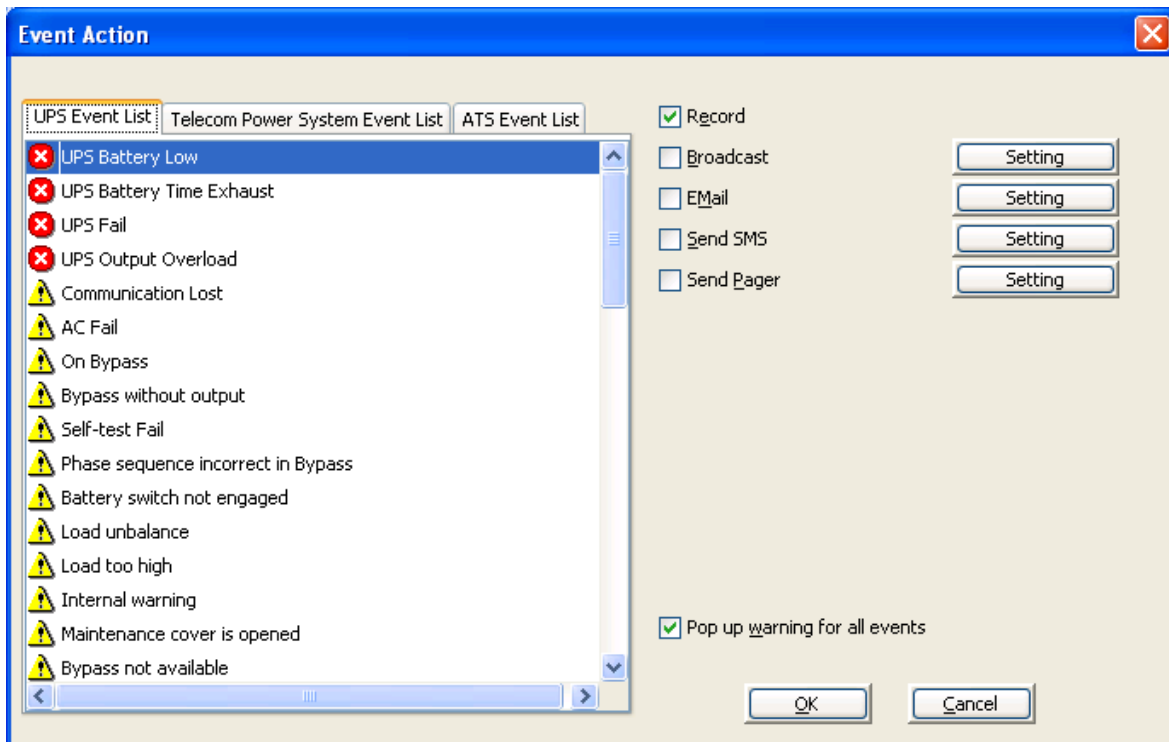 Event Action
UPS Event List
Telecom Power System Event List
ATS Event List
UPS Battery Low
UPS Battery Time Exhaust
UPS Fail
UPS Output Overload
Communication Lost
AC Fail
On Bypass
Bypass without output
Self-test Fail
Phase sequence incorrect in Bypass
Battery switch not engaged
Load unbalance
Load too high
Internal warning
Maintenance cover is opened
Bypass not available
Record
Broadcast Setting
EMail Setting
Send SMS Setting
Send Pager Setting
Pop up warning for all events
OK Cancel